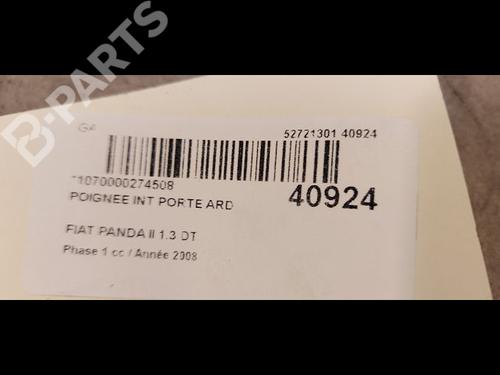 B-PARTS
GA
52721301 40924
*1070000274508
40924
POIGNEE INT PORTE ARD
FIAT PANDA II 1.3 DT
Phase 1 cc / Année 2008